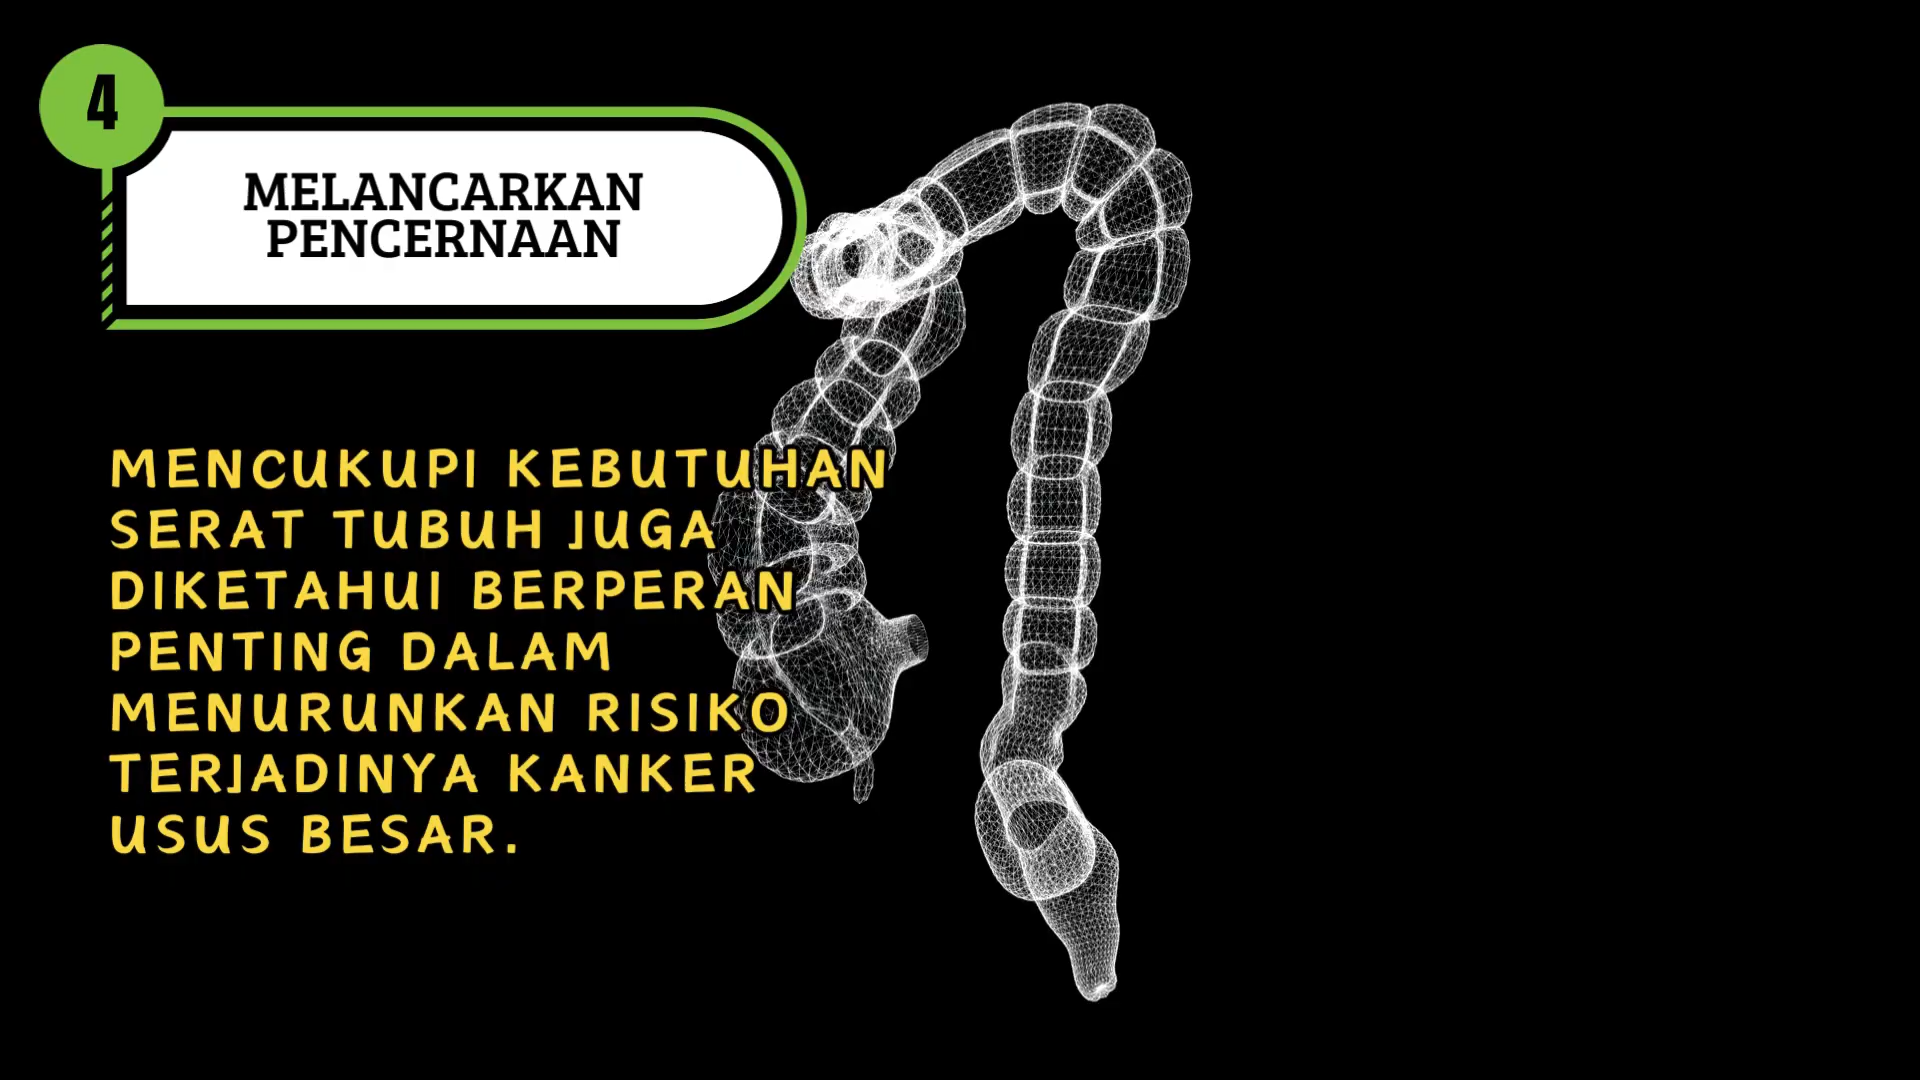 4
MELANCARKAN
PENCERNAAN
MENCUKUPI KEBUTUHAN
SERAT TUBUH JUGA
DIKETAHUI BERPERAN
PENTING DALAM
MENURUNKAN RISIKO
TERJADINYA KANKER
USUS BESAR.